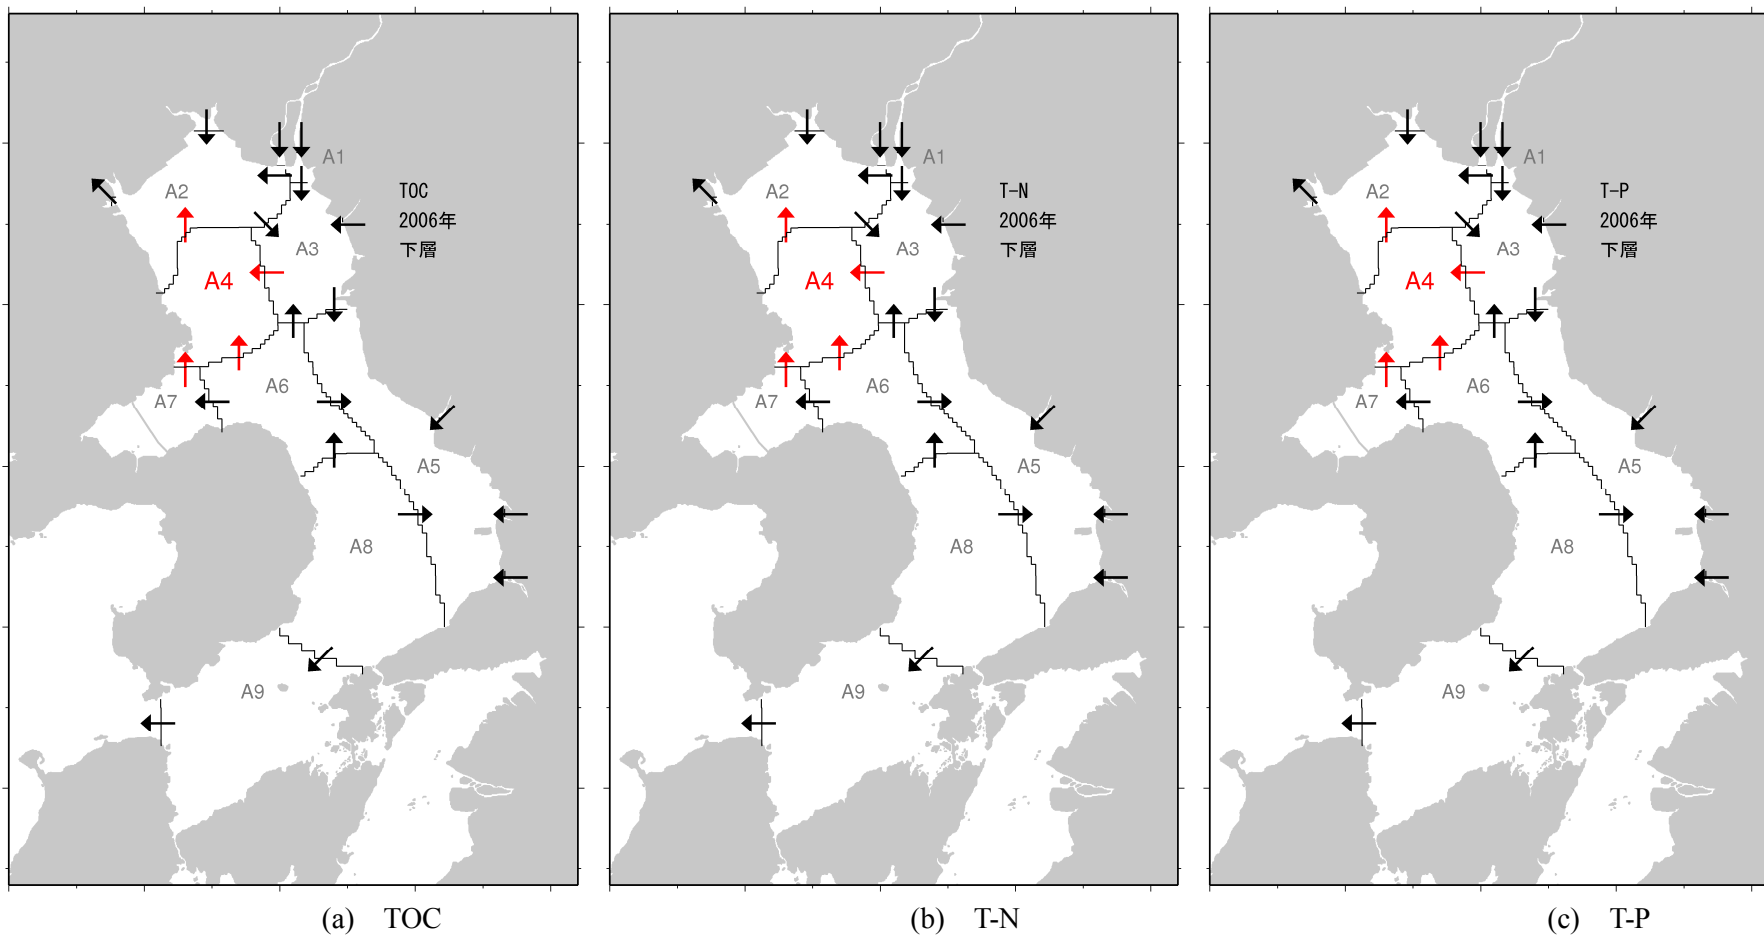 A1
A2
TOC
2006年
下層
A3
A4
A6
A7
A5
A8
A9
A1
A2
T-N
2006年
下層
A3
A4
A6
A7
A5
A8
A9
A1
A2
T-P
2006年
下層
A3
A4
A6
A7
A5
A8
A9
(a) TOC
(b) T-N
(c) T-P